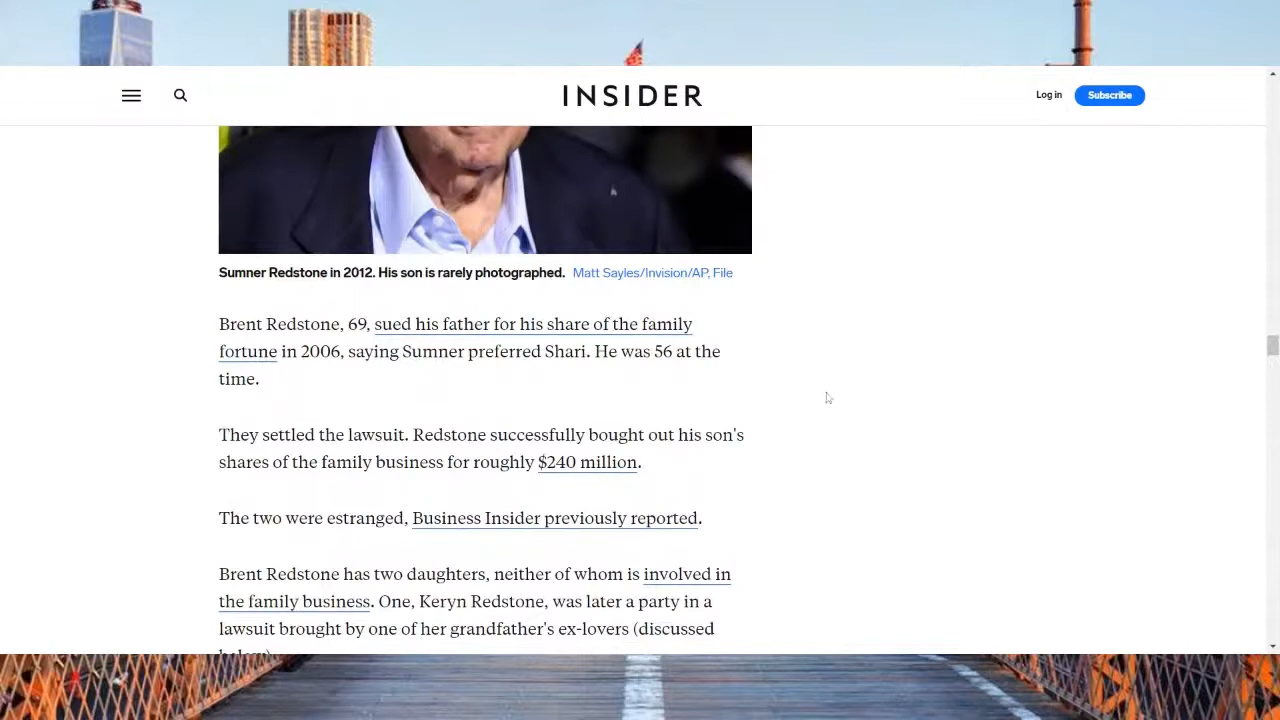 INSIDER
Log in
Subscribe
Sumner Redstone in 2012. His son is rarely photographed. Matt Sayles/Invision/AP, File
Brent Redstone, 69, sued his father for his share of the family
fortune in 2006, saying Sumner preferred Shari. He was 56 at the
time.
They settled the lawsuit. Redstone successfully bought out his son's
shares of the family business for roughly $240 million.
The two were estranged, Business Insider previously reported.
Brent Redstone has two daughters, neither of whom is involved in
the family business. One, Keryn Redstone, was later a party in a
lawsuit brought by one of her grandfather's ex-lovers (discussed